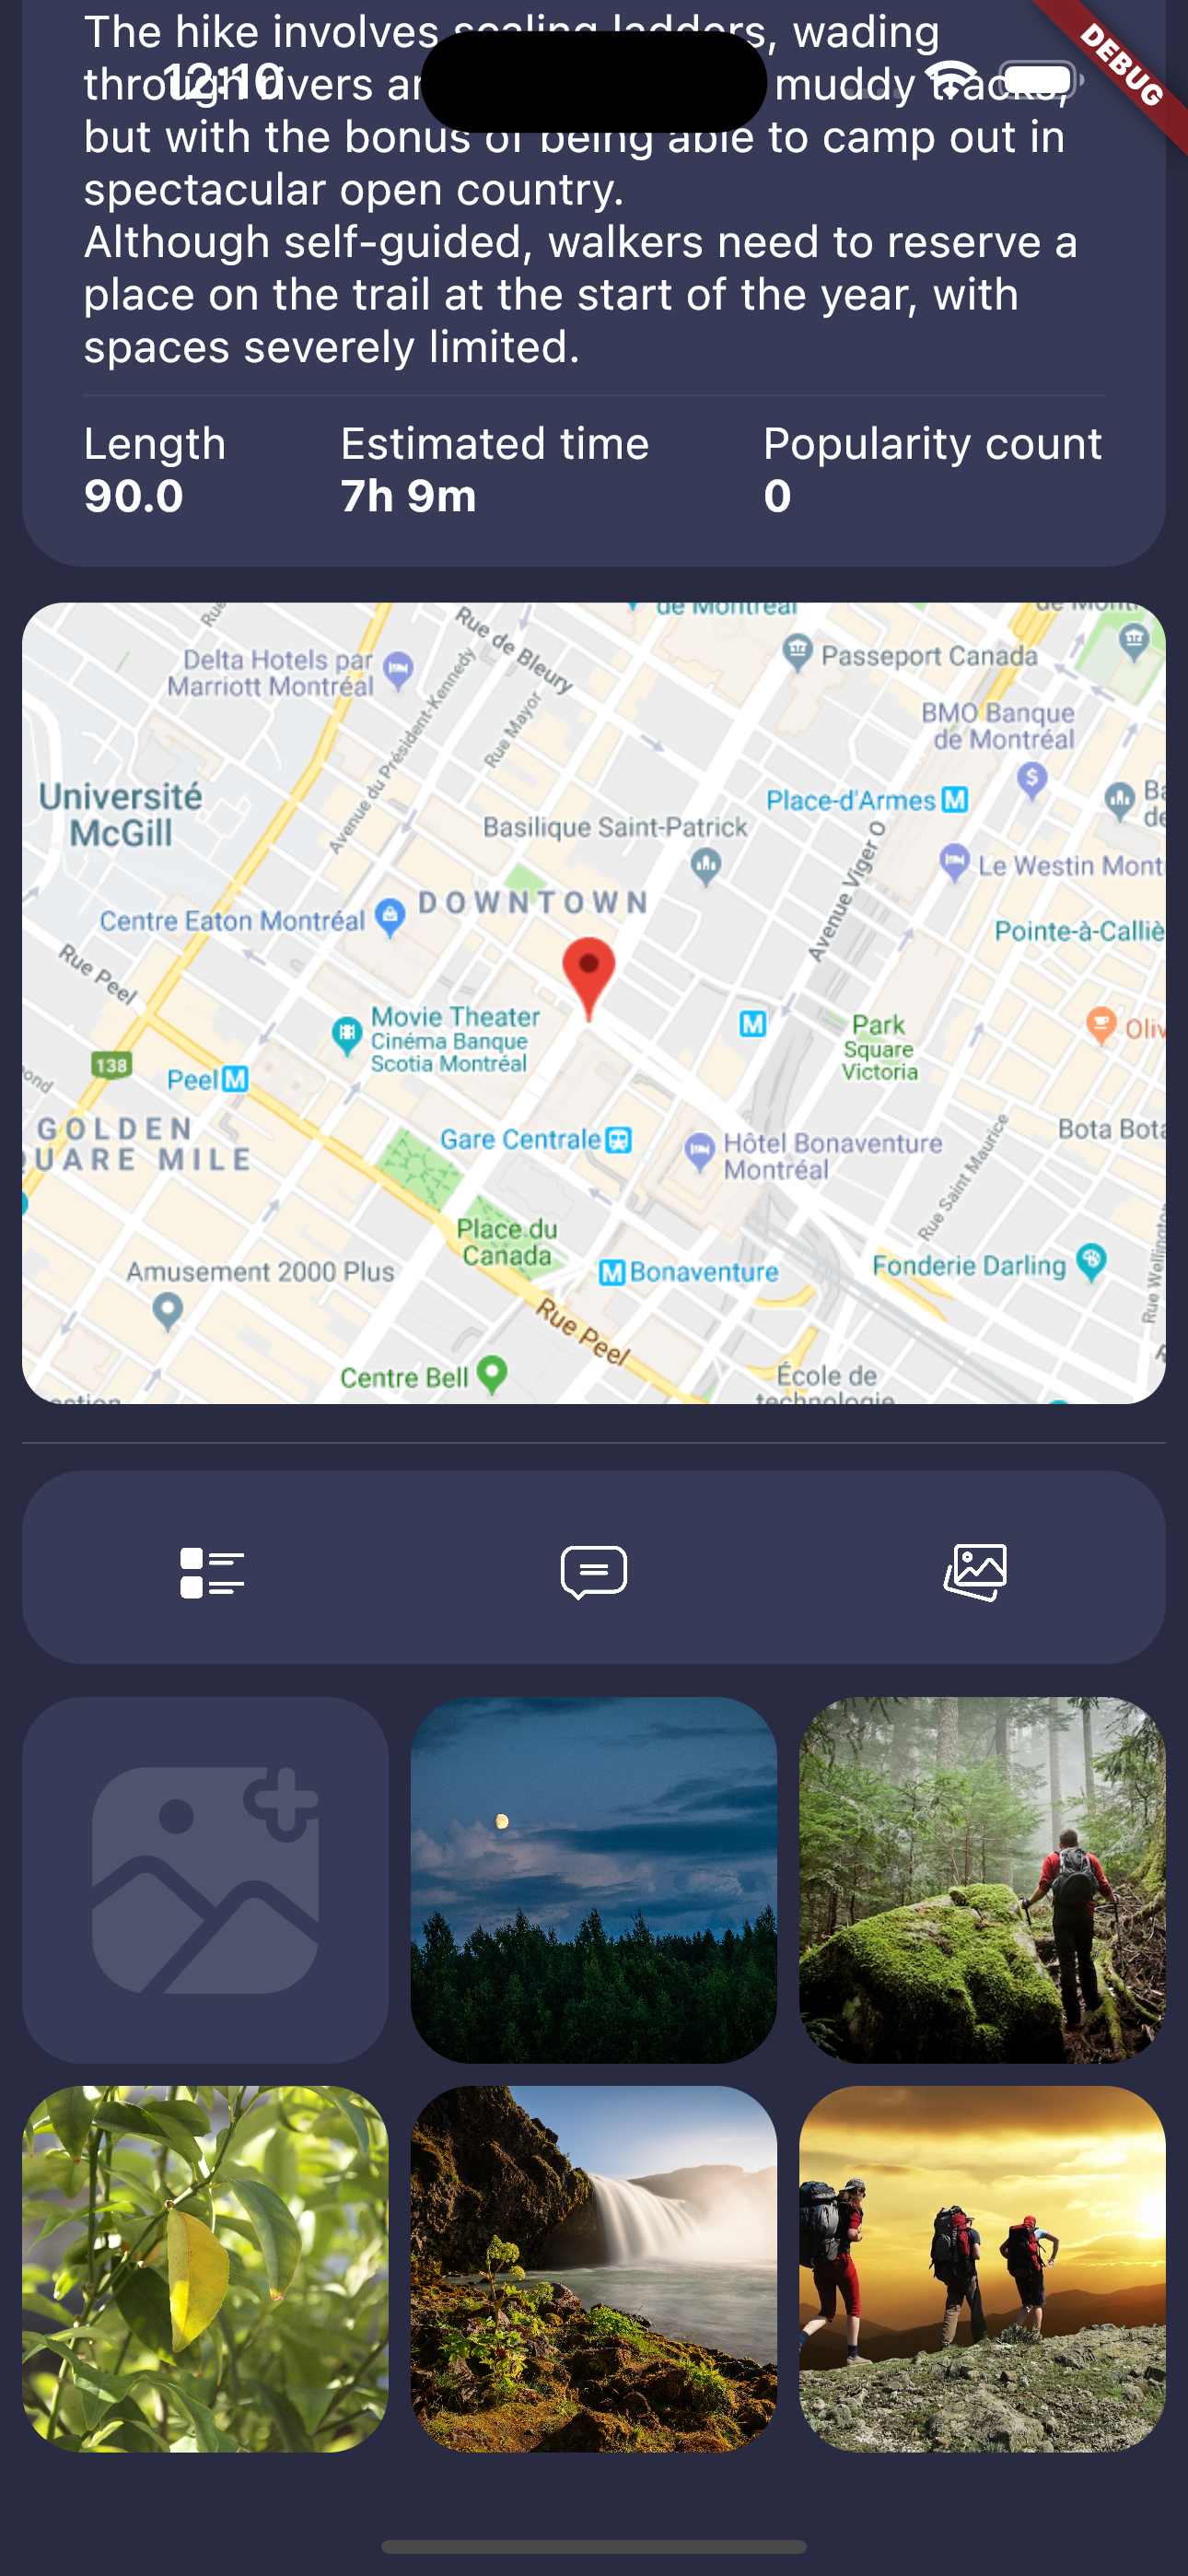 The hike involves scaling ladders, wading
12:10
through rivers muddy tracks,
DEBUG
but with the bonus of being able to camp out in
spectacular open country.
Although self-guided, walkers need to reserve a
place on the trail at the start of the year, with
spaces severely limited.
Length
90.0
Estimated time
7h 9m
Popularity count
0
de Montréal
Rue de Bleury
Passeport Canada
Delta Hotels par
Marriott Montréal
Avenue du Président-Kennedy
Rue Mayor
BMO Banque
de Montréal
Université
McGill
Place-d'Armes M
Basilique Saint-Patrick
Avenue Viger O
Le Westin Mont
DOWNTOWN
Centre Eaton Montréal
Pointe-à-Calliè
Rue Peel
Movie Theater
Cinéma Banque
Scotia Montréal
M
Park
Square
Victoria
Oliv
138
Peel M
GOLDEN
UARE MILE
Gare Centrale
Hôtel Bonaventure
Montréal
Bota Bota
Rue Saint Maurice
Place du
Canada
Amusement 2000 Plus
M Bonaventure
Fonderie Darling
Rue Wellington
Rue Peel
Centre Bell
École de
technologie